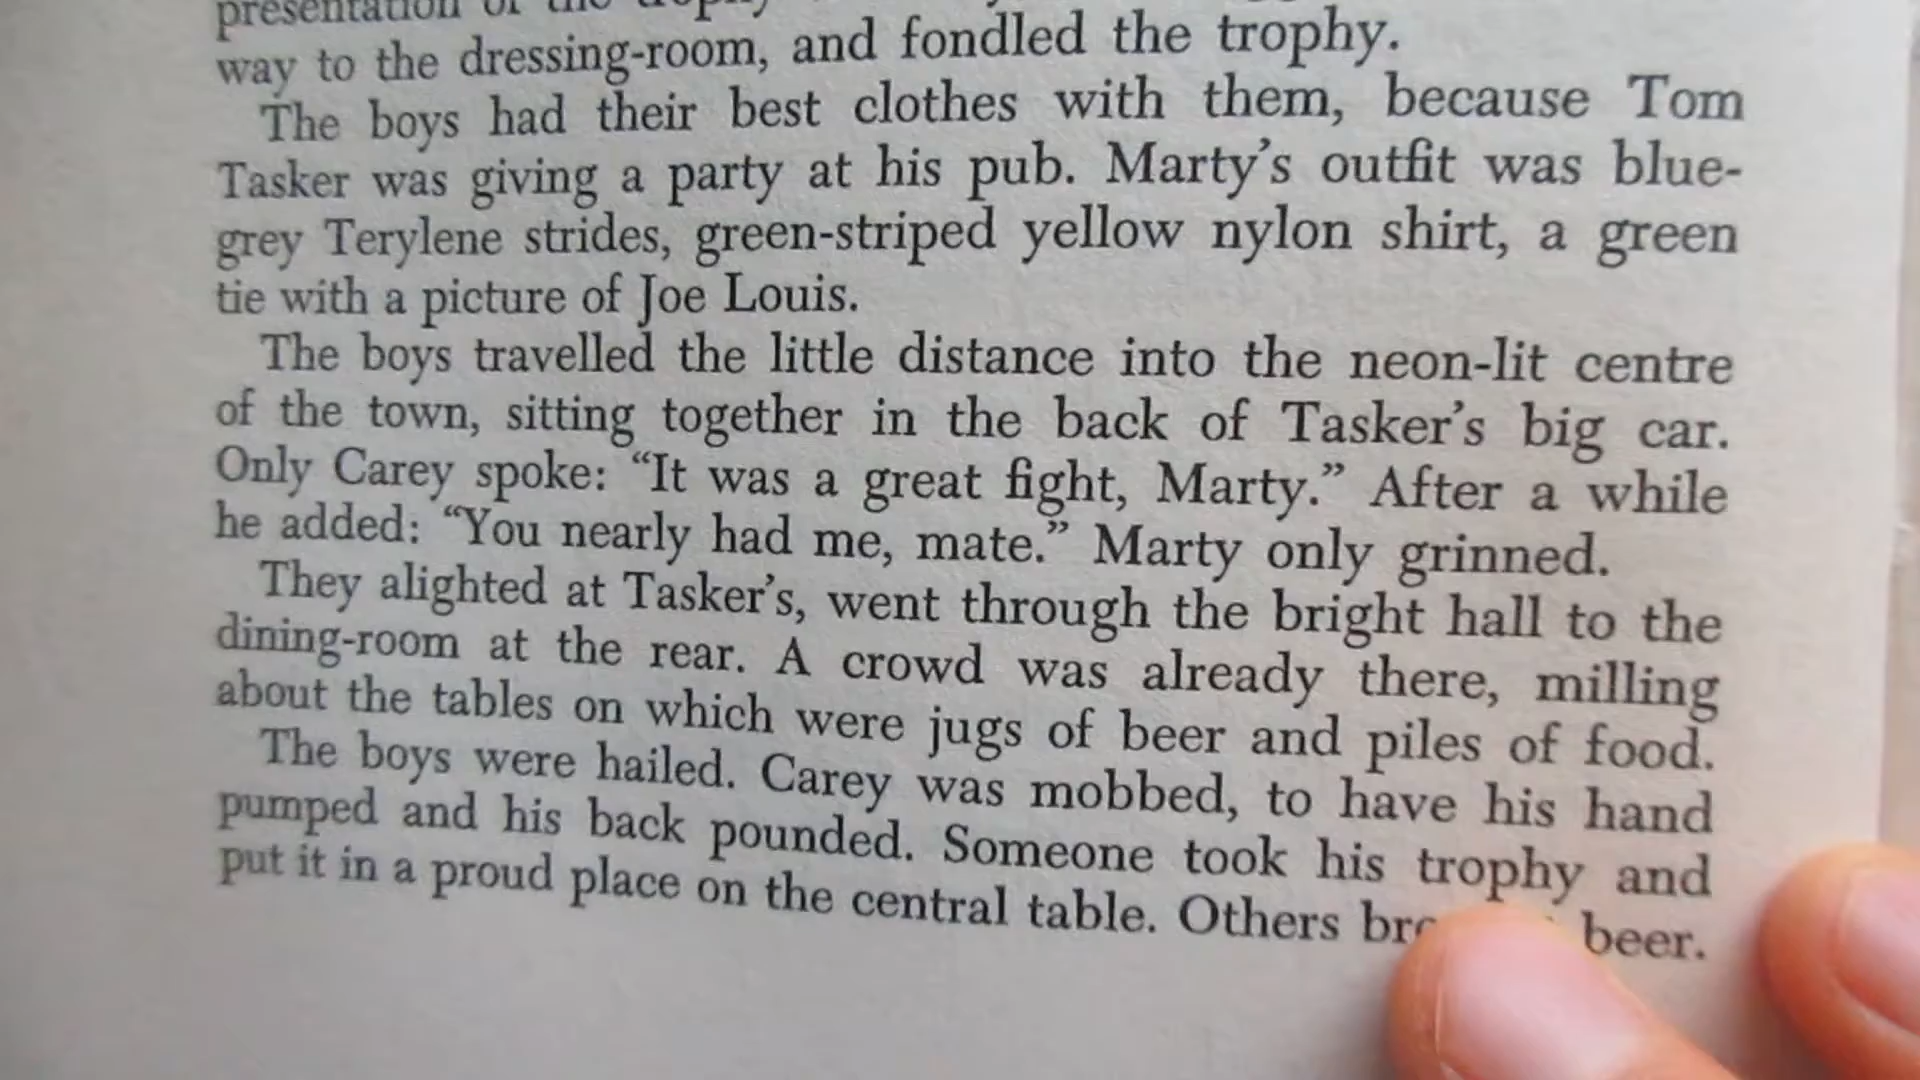 presentation of the trophy
way to the dressing-room, and fondled the trophy.
The boys had their best clothes with them, because Tom
Tasker was giving a party at his pub. Marty's outfit was blue-
grey Terylene strides, green-striped yellow nylon shirt, a green
tie with a picture of Joe Louis.
The boys travelled the little distance into the neon-lit centre
of the town, sitting together in the back of Tasker's big car.
Only Carey spoke: “It was a great fight, Marty.” After a while
he added: “You nearly had me, mate.” Marty only grinned.
They alighted at Tasker's, went through the bright hall to the
dining-room at the rear. A crowd was already there, milling
about the tables on which were jugs of beer and piles of food.
The boys were hailed. Carey was mobbed, to have his hand
pumped and his back pounded. Someone took his trophy and
put it in a proud place on the central table. Others beer.